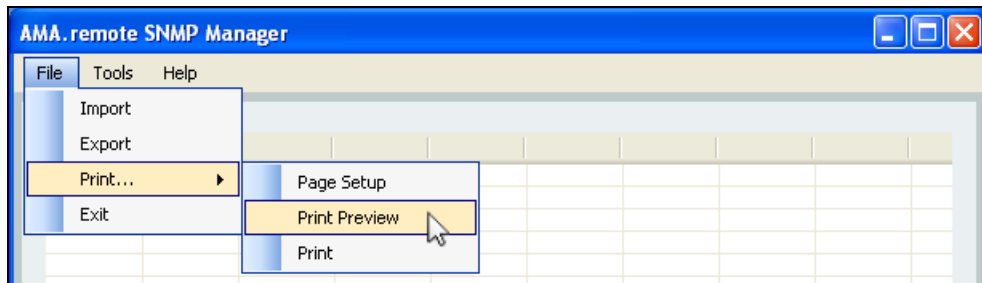 AMA.remote SNMP Manager
File Tools Help
Import
Export
Print...
Page Setup
Exit
Print Preview
Print